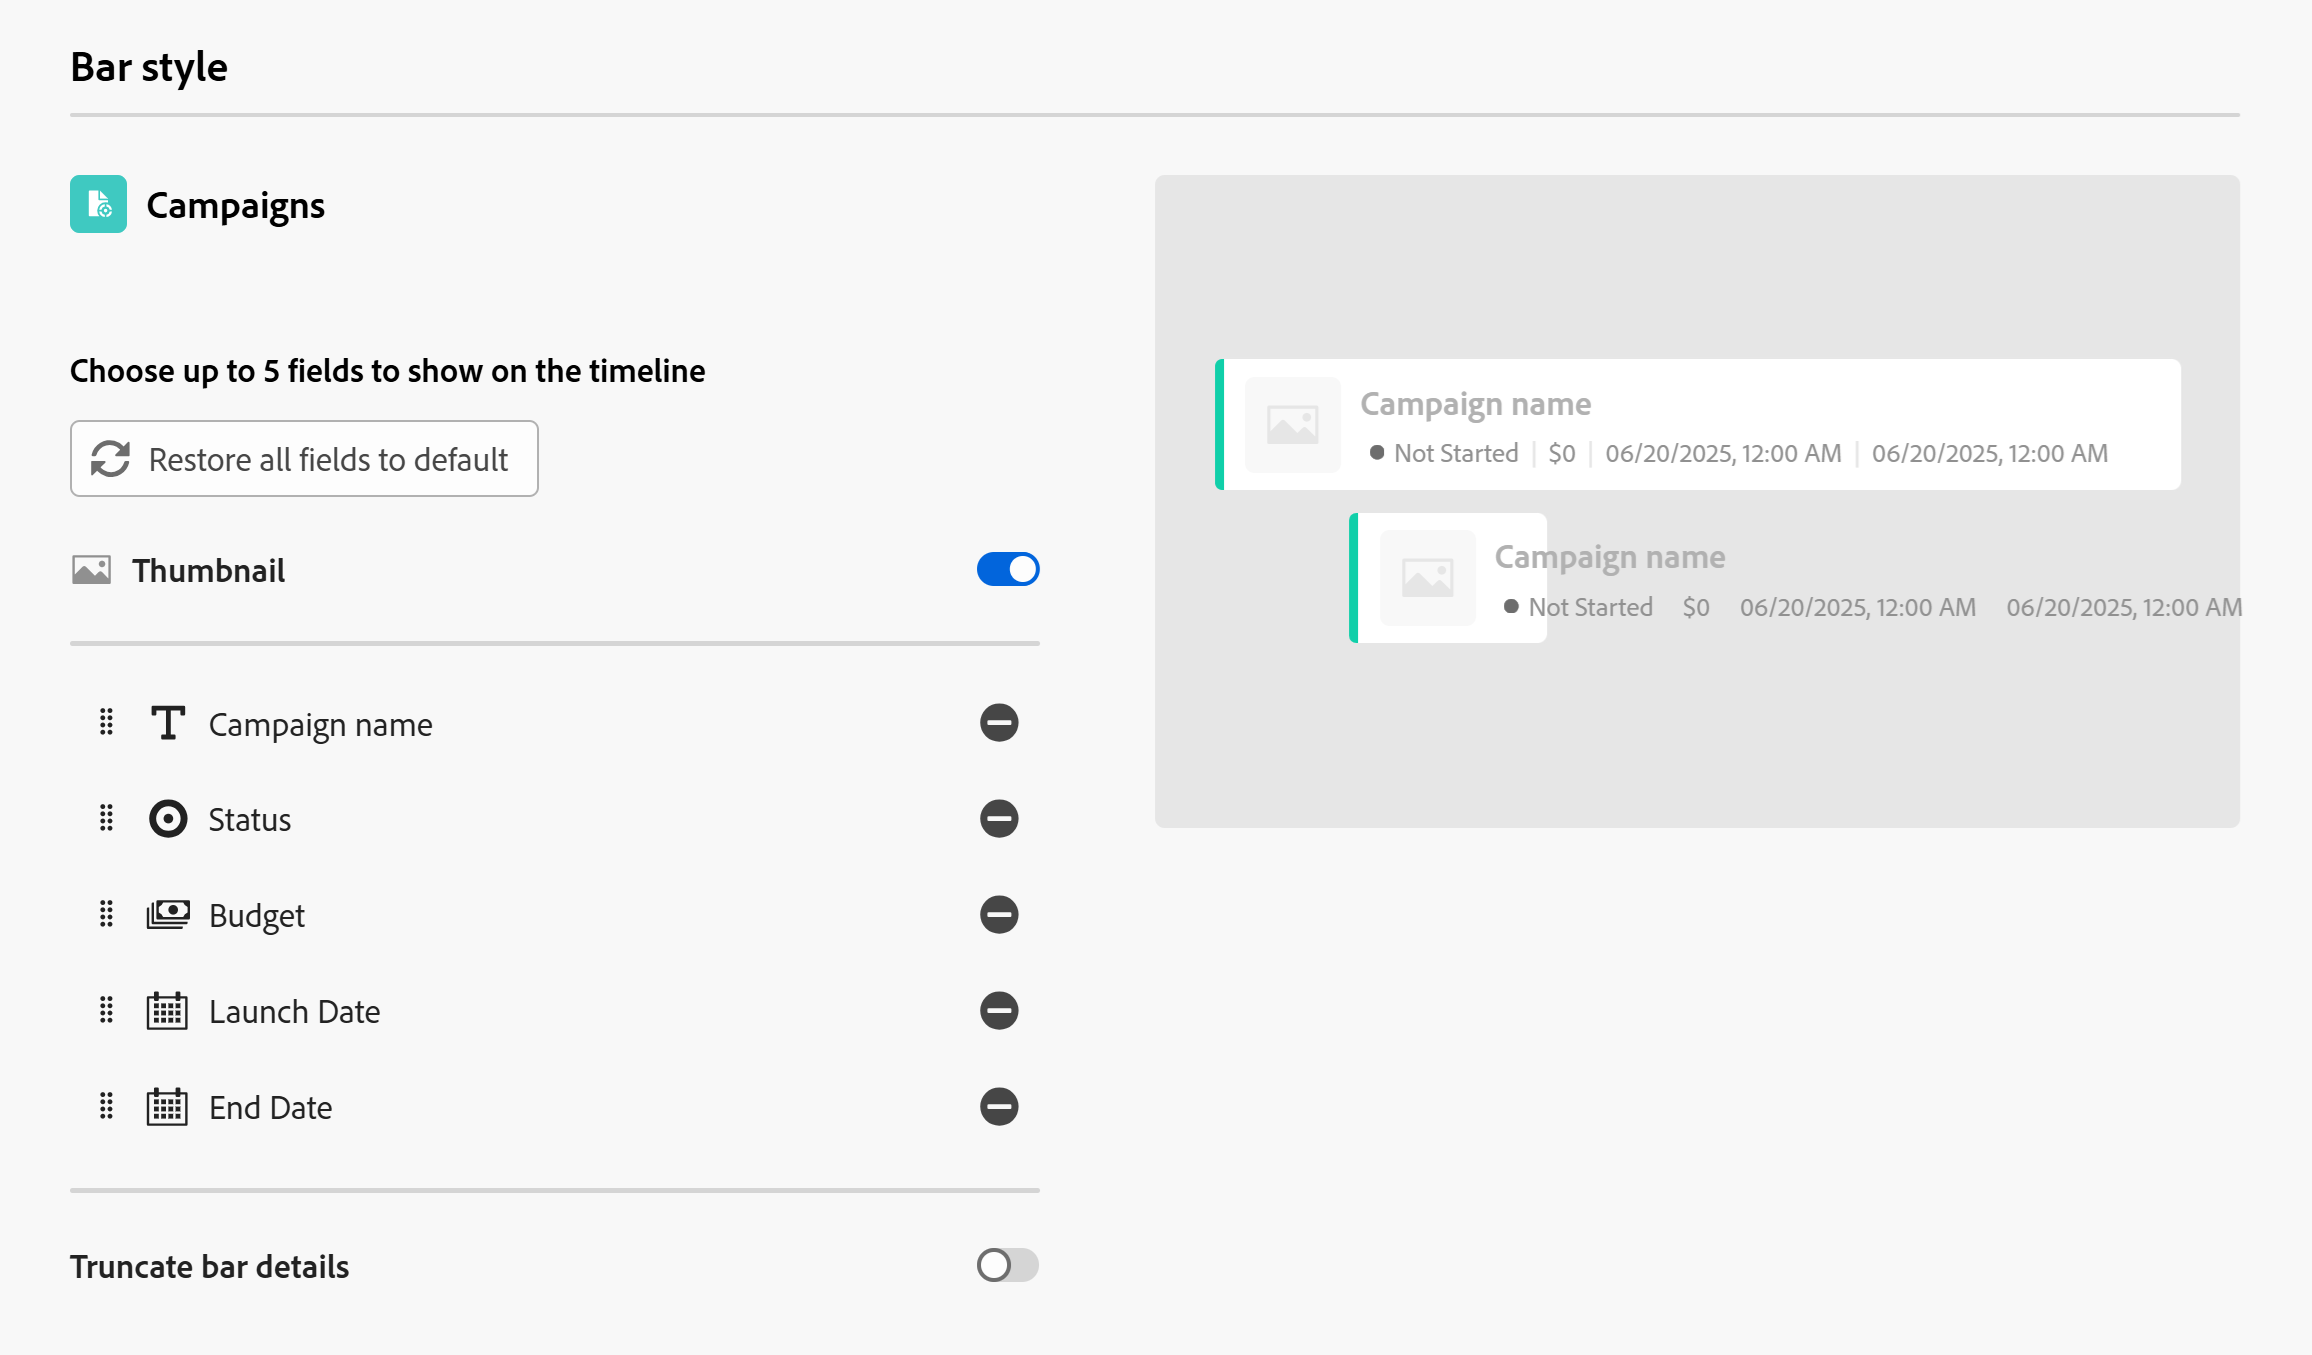 Bar style
Campaigns
Choose up to 5 fields to show on the timeline
Restore all fields to default
Thumbnail
Campaign name
Status
Budget
Launch Date
End Date
Truncate bar details
Campaign name
Not Started | $0 | 06/20/2025, 12:00 AM | 06/20/2025, 12:00 AM
Campaign name
Not Started $0 06/20/2025, 12:00 AM 06/20/2025, 12:00 AM